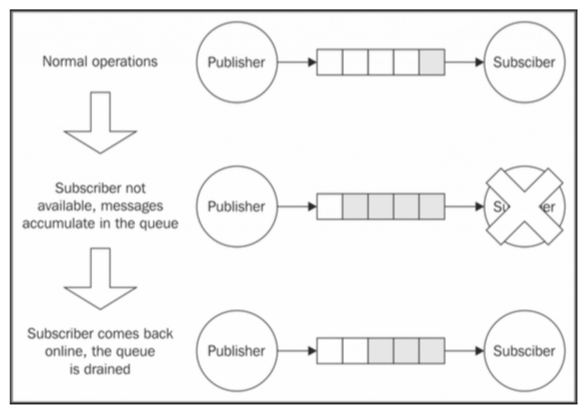 Normal operations
Publisher
Subsciber
Subscriber not
available, messages
accumulate in the queue
Publisher
Su er
Subscriber comes back
online, the queue
is drained
Publisher
Subsciber